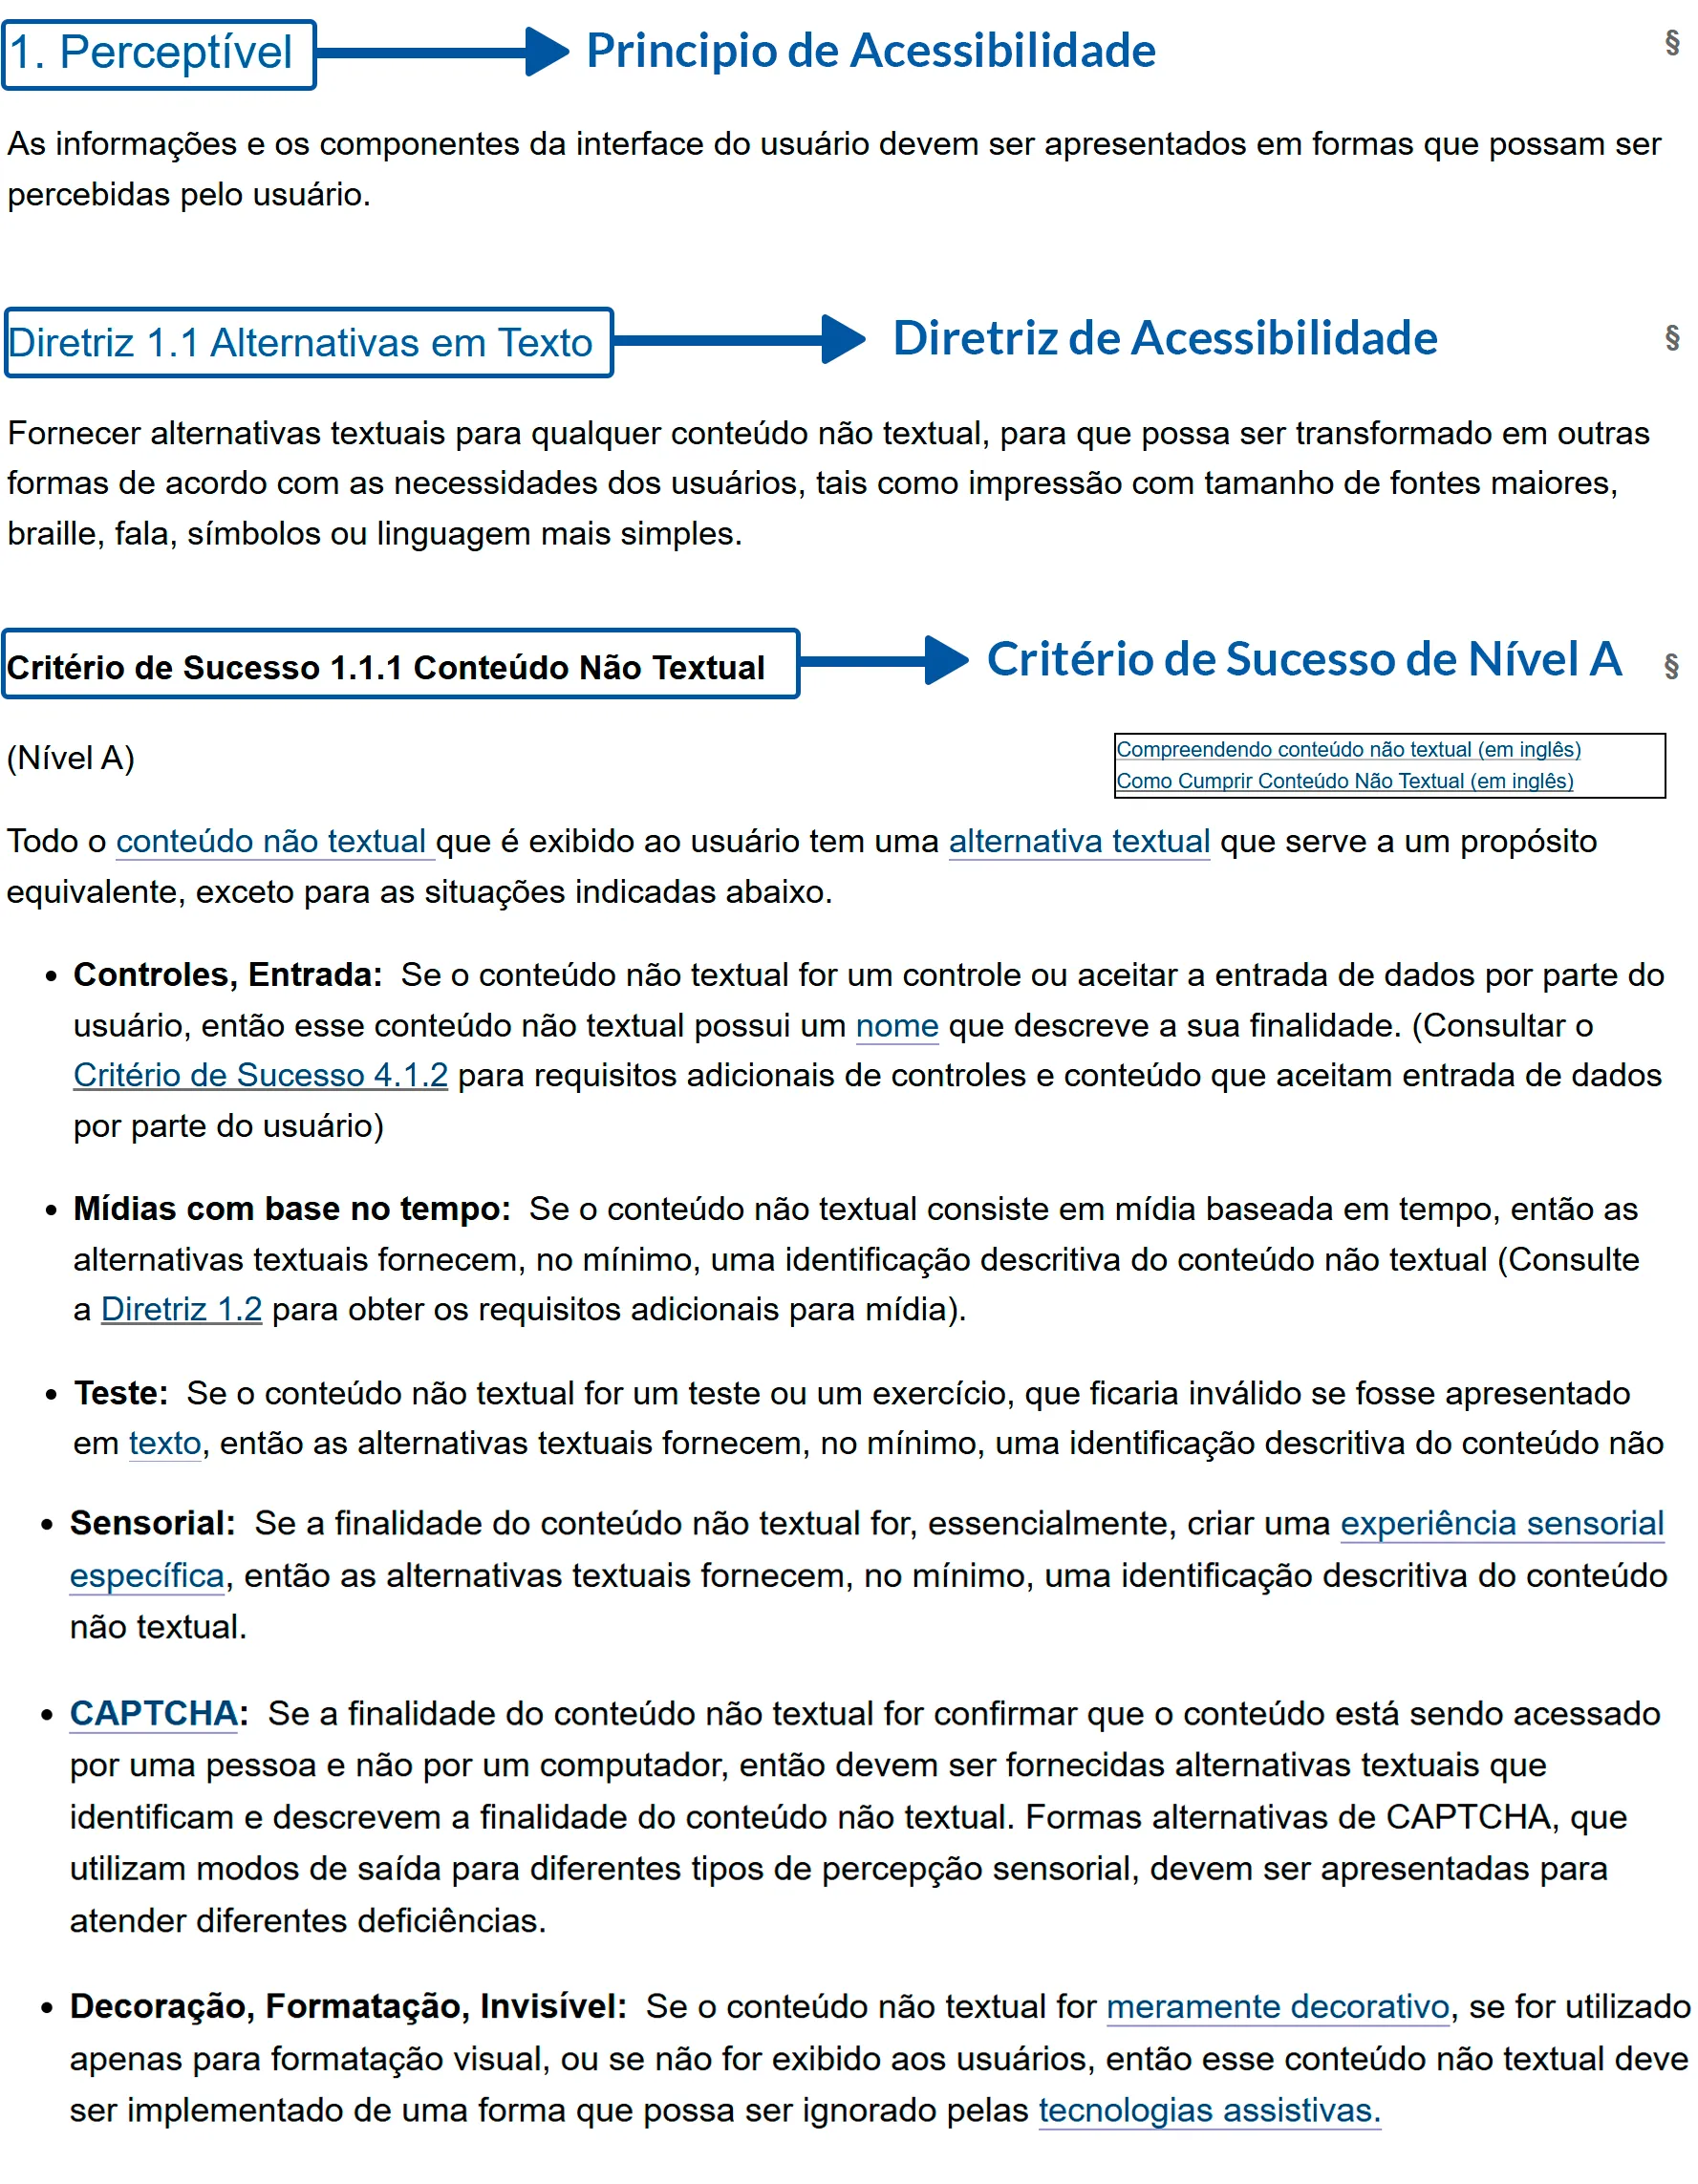 1. Perceptível Principio de Acessibilidade §
As informações e os componentes da interface do usuário devem ser apresentados em formas que possam ser
percebidas pelo usuário.
Diretriz 1.1 Alternativas em Texto Diretriz de Acessibilidade §
Fornecer alternativas textuais para qualquer conteúdo não textual, para que possa ser transformado em outras
formas de acordo com as necessidades dos usuários, tais como impressão com tamanho de fontes maiores,
braille, fala, símbolos ou linguagem mais simples.
Critério de Sucesso 1.1.1 Conteúdo Não Textual Critério de Sucesso de Nível A §
(Nível A)
Compreendendo conteúdo não textual (em inglês)
Como Cumprir Conteúdo Não Textual (em inglês)
Todo o conteúdo não textual que é exibido ao usuário tem uma alternativa textual que serve a um propósito
equivalente, exceto para as situações indicadas abaixo.
• Controles, Entrada: Se o conteúdo não textual for um controle ou aceitar a entrada de dados por parte do
usuário, então esse conteúdo não textual possui um nome que descreve a sua finalidade. (Consultar o
Critério de Sucesso 4.1.2 para requisitos adicionais de controles e conteúdo que aceitam entrada de dados
por parte do usuário)
• Mídias com base no tempo: Se o conteúdo não textual consiste em mídia baseada em tempo, então as
alternativas textuais fornecem, no mínimo, uma identificação descritiva do conteúdo não textual (Consulte
a Diretriz 1.2 para obter os requisitos adicionais para mídia).
• Teste: Se o conteúdo não textual for um teste ou um exercício, que ficaria inválido se fosse apresentado
em texto, então as alternativas textuais fornecem, no mínimo, uma identificação descritiva do conteúdo não
• Sensorial: Se a finalidade do conteúdo não textual for, essencialmente, criar uma experiência sensorial
específica, então as alternativas textuais fornecem, no mínimo, uma identificação descritiva do conteúdo
não textual.
• CAPTCHA: Se a finalidade do conteúdo não textual for confirmar que o conteúdo está sendo acessado
por uma pessoa e não por um computador, então devem ser fornecidas alternativas textuais que
identificam e descrevem a finalidade do conteúdo não textual. Formas alternativas de CAPTCHA, que
utilizam modos de saída para diferentes tipos de percepção sensorial, devem ser apresentadas para
atender diferentes deficiências.
• Decoração, Formatação, Invisível: Se o conteúdo não textual for meramente decorativo, se for utilizado
apenas para formatação visual, ou se não for exibido aos usuários, então esse conteúdo não textual deve
ser implementado de uma forma que possa ser ignorado pelas tecnologias assistivas.